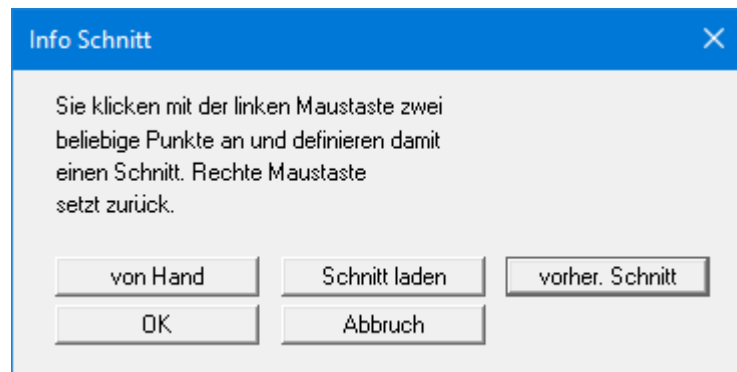 Info Schnitt
Sie klicken mit der linken Maustaste zwei
beliebige Punkte an und definieren damit
einen Schnitt. Rechte Maustaste
setzt zurück.
von Hand Schnitt laden vorher. Schnitt
OK Abbruch